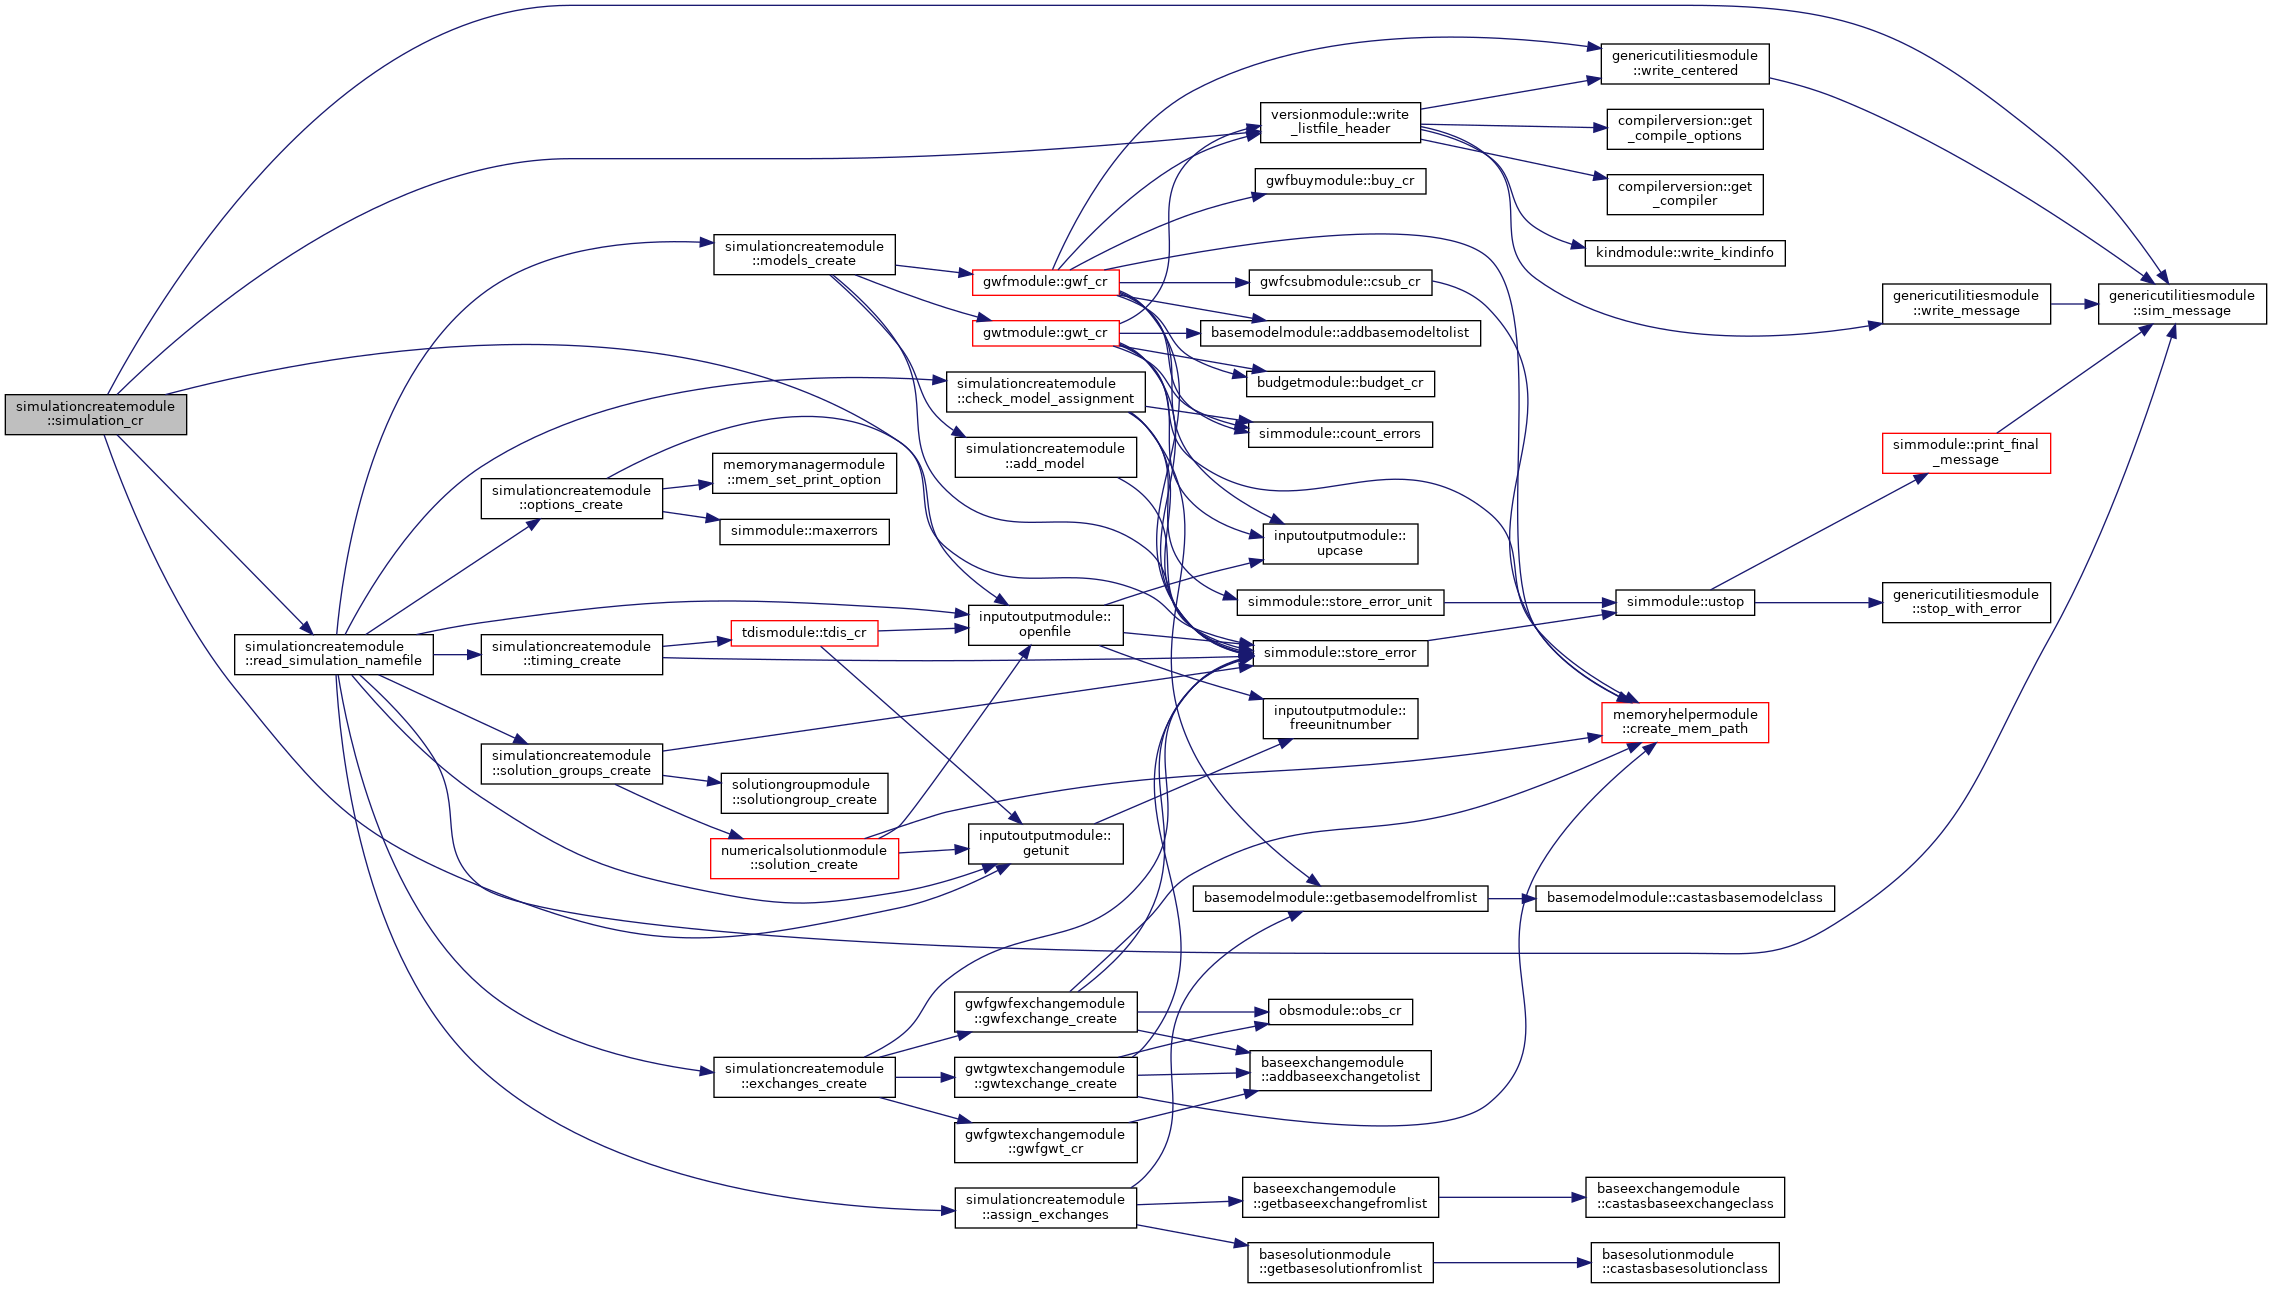 simulationcreatemodule
::simulation_cr
simulationcreatemodule
::read_simulation_namefile
simulationcreatemodule
::options_create
simulationcreatemodule
::timing_create
simulationcreatemodule
::solution_groups_create
simulationcreatemodule
::models_create
memorymanagermodule
::mem_set_print_option
simmodule::maxerrors
tdismodule::tdis_cr
solutiongroupmodule
::solutiongroup_create
numericalsolutionmodule
::solution_create
simulationcreatemodule
::exchanges_create
gwfmodule::gwf_cr
gwtmodule::gwt_cr
simulationcreatemodule
::check_model_assignment
simulationcreatemodule
::add_model
inputoutputmodule::
openfile
inputoutputmodule::
getunit
gwfgwfexchangemodule
::gwfexchange_create
gwtgwtexchangemodule
::gwtexchange_create
gwfgwtexchangemodule
::gwfgwt_cr
simulationcreatemodule
::assign_exchanges
versionmodule::write
_listfile_header
gwfbuymodule::buy_cr
gwfcsubmodule::csub_cr
basemodelmodule::addbasemodeltolist
budgetmodule::budget_cr
simmodule::count_errors
inputoutputmodule::
upcase
simmodule::store_error_unit
simmodule::store_error
inputoutputmodule::
freeunitnumber
basemodelmodule::getbasemodelfromlist
obsmodule::obs_cr
baseexchangemodule
::addbaseexchangetolist
baseexchangemodule
::getbaseexchangefromlist
basesolutionmodule
::getbasesolutionfromlist
genericutilitiesmodule
::write_centered
compilerversion::get
_compile_options
compilerversion::get
_compiler
kindmodule::write_kindinfo
simmodule::ustop
memoryhelpermodule
::create_mem_path
basemodelmodule::castasbasemodelclass
baseexchangemodule
::castasbaseexchangeclass
basesolutionmodule
::castasbasesolutionclass
genericutilitiesmodule
::write_message
simmodule::print_final
_message
genericutilitiesmodule
::stop_with_error
genericutilitiesmodule
::sim_message